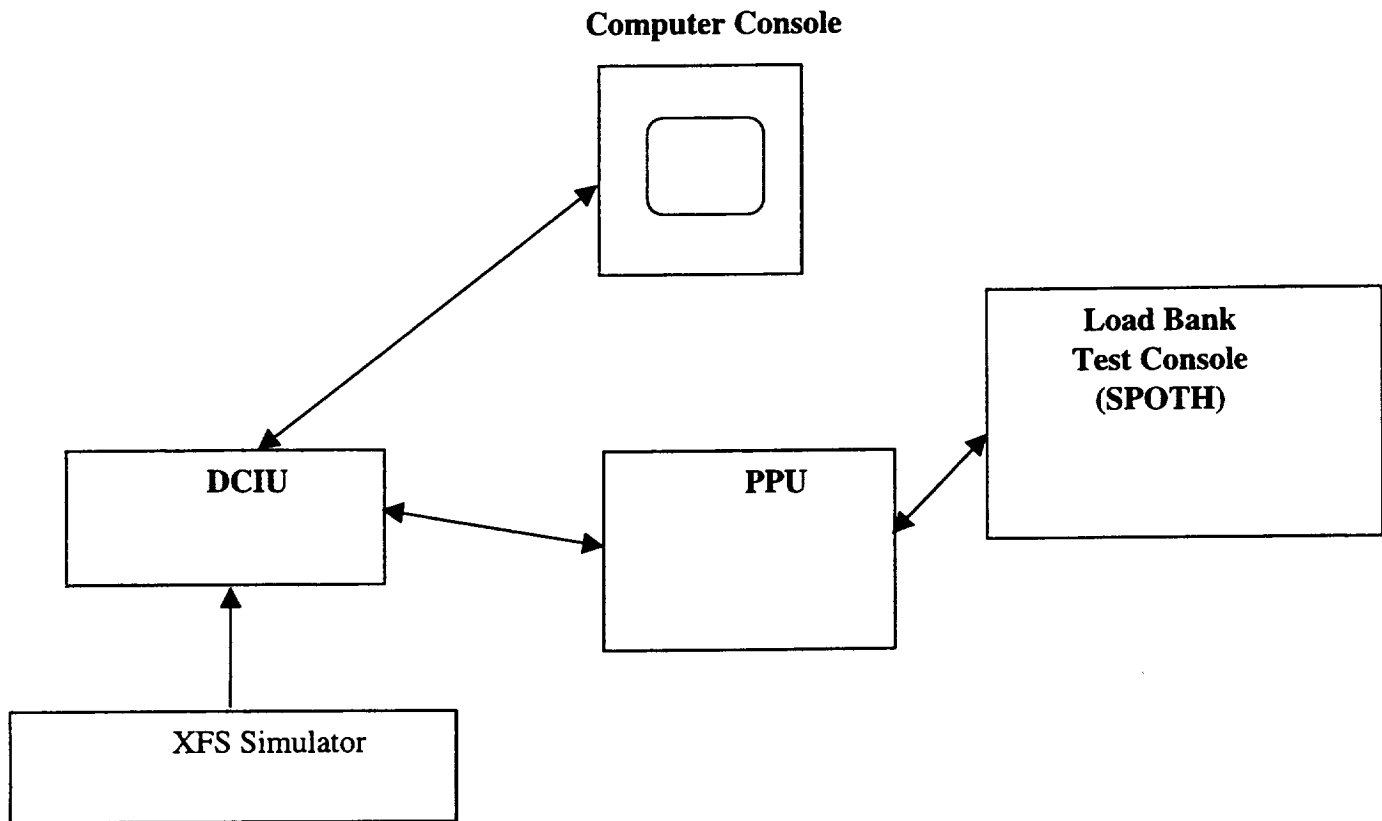 Computer Console
Load Bank
Test Console
(SPOTH)
DCIU
PPU
XFS Simulator